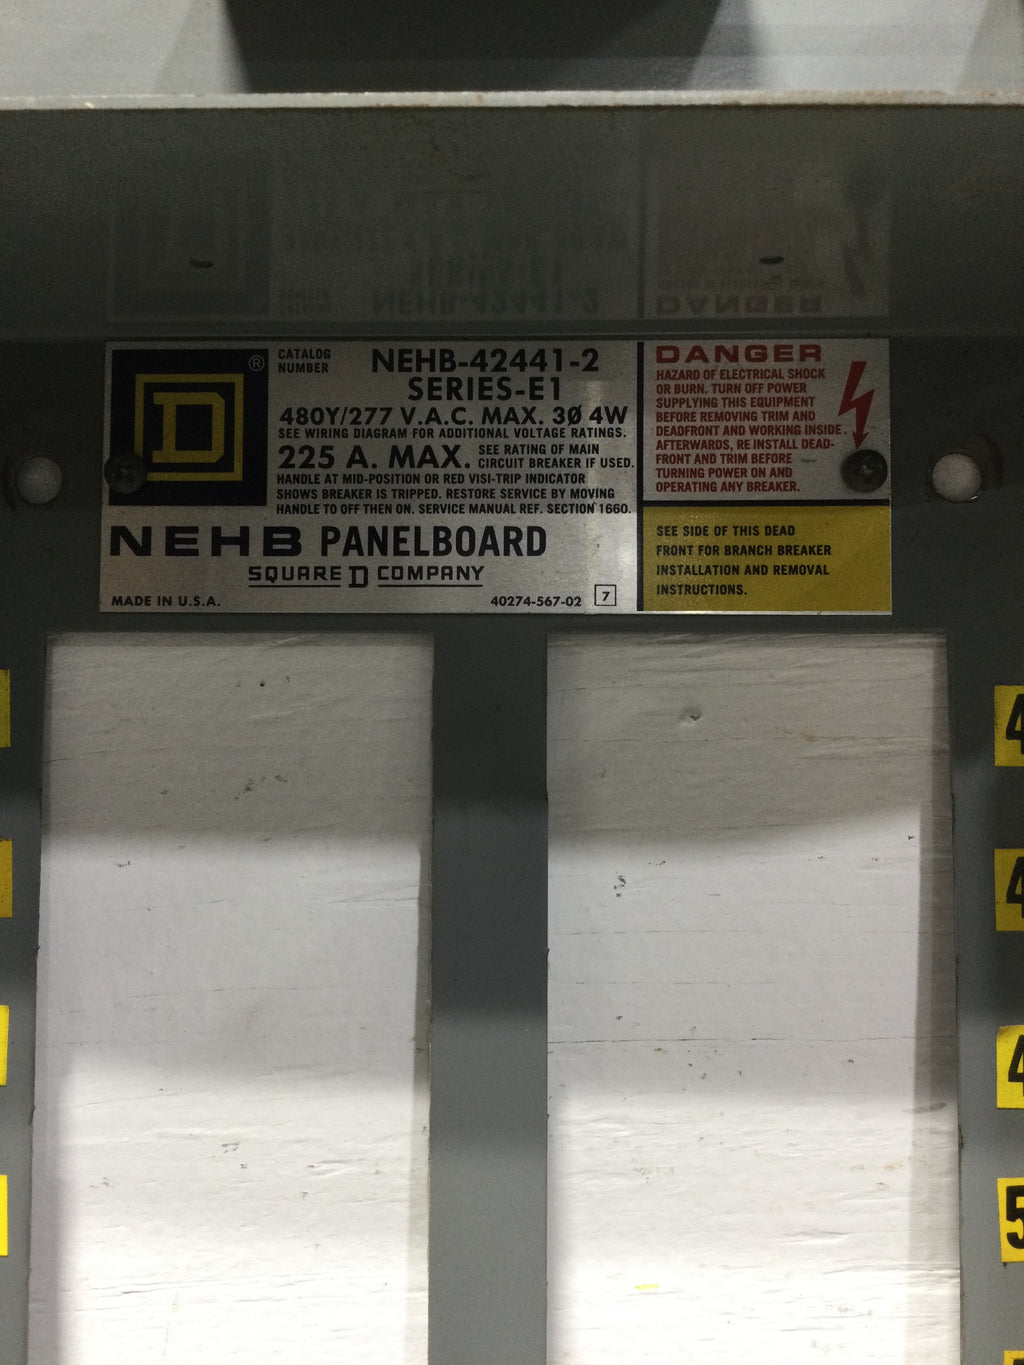 ®
D
CATALOG
NUMBER
NEHB-42441-2
SERIES-E1
480Y/277 V.A.C. MAX. 3Ø 4W
SEE WIRING DIAGRAM FOR ADDITIONAL VOLTAGE RATINGS.
225 A. MAX. SEE RATING OF MAIN
CIRCUIT BREAKER IF USED.
HANDLE AT MID-POSITION OR RED VISI-TRIP INDICATOR
SHOWS BREAKER IS TRIPPED. RESTORE SERVICE BY MOVING
HANDLE TO OFF THEN ON. SERVICE MANUAL REF. SECTION 1660.
NEHB PANELBOARD
SQUARE D COMPANY
MADE IN U.S.A.
40274-567-02 7
DANGER
HAZARD OF ELECTRICAL SHOCK
OR BURN. TURN OFF POWER
SUPPLYING THIS EQUIPMENT
BEFORE REMOVING TRIM AND
DEADFRONT AND WORKING INSIDE.
AFTERWARDS, RE INSTALL DEAD-
FRONT AND TRIM BEFORE
TURNING POWER ON AND
OPERATING ANY BREAKER.
SEE SIDE OF THIS DEAD
FRONT FOR BRANCH BREAKER
INSTALLATION AND REMOVAL
INSTRUCTIONS.
4
4
4
5